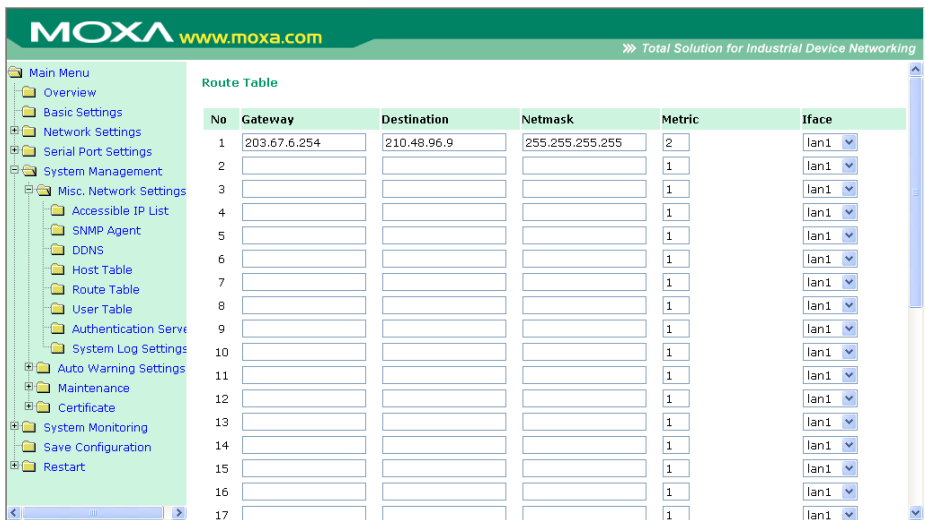 MOXA www.moxa.com
Total Solution for Industrial Device Networking
Main Menu
Overview
Basic Settings
Network Settings
Serial Port Settings
System Management
Misc. Network Settings
Accessible IP List
SNMP Agent
DDNS
Host Table
Route Table
User Table
Authentication Serve
System Log Settings
Auto Warning Settings
Maintenance
Certificate
System Monitoring
Save Configuration
Restart
Route Table
No Gateway Destination Netmask Metric Iface
1 203.67.6.254 210.48.96.9 255.255.255.255 2 lan1
2 1 lan1
3 1 lan1
4 1 lan1
5 1 lan1
6 1 lan1
7 1 lan1
8 1 lan1
9 1 lan1
10 1 lan1
11 1 lan1
12 1 lan1
13 1 lan1
14 1 lan1
15 1 lan1
16 1 lan1
17 1 lan1